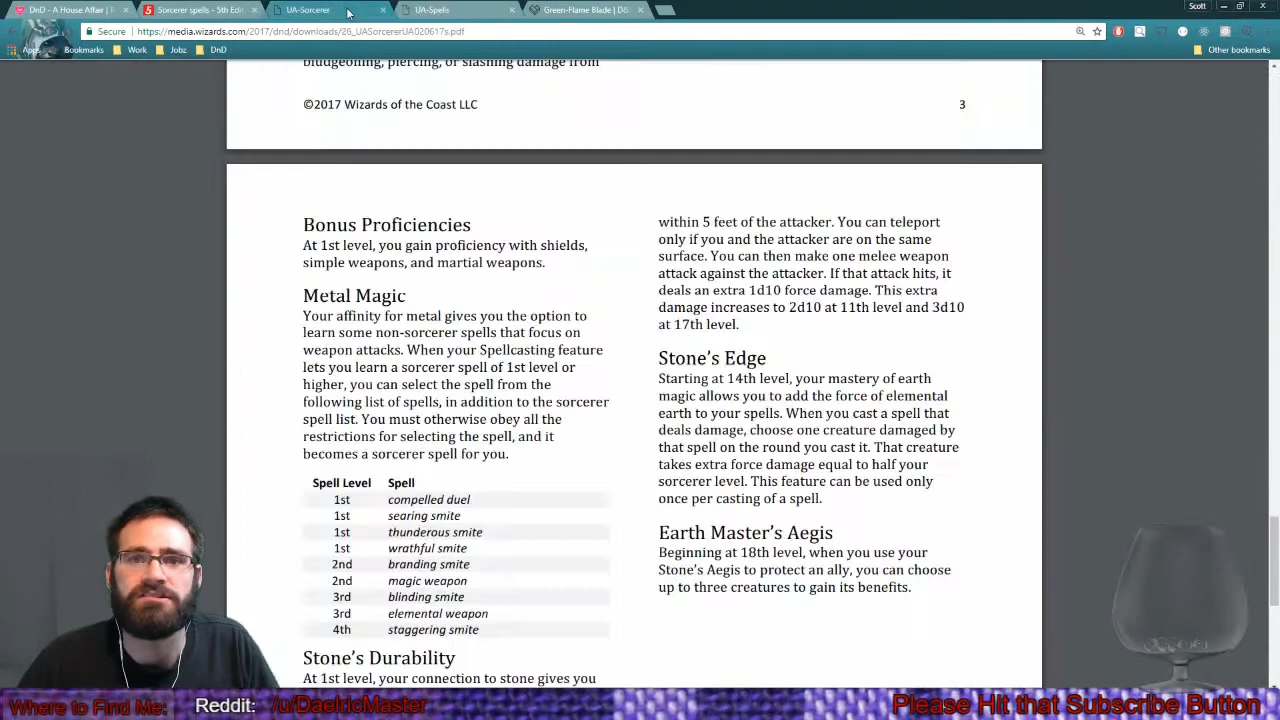 DnD - A House Affair |
Sorcerer spells - 5th Edi
UA-Sorcerer
UA-Spells
Green-Flame Blade | D&
Scott
Secure
https://media.wizards.com/2017/dnd/downloads/26_UASorcererUA020617s.pdf
Apps
Bookmarks
Work
Jobz
DnD
Other bookmarks
bludgeoning, piercing, or slashing damage from
©2017 Wizards of the Coast LLC
3
Bonus Proficiencies
At 1st level, you gain proficiency with shields,
simple weapons, and martial weapons.
Metal Magic
Your affinity for metal gives you the option to
learn some non-sorcerer spells that focus on
weapon attacks. When your Spellcasting feature
lets you learn a sorcerer spell of 1st level or
higher, you can select the spell from the
following list of spells, in addition to the sorcerer
spell list. You must otherwise obey all the
restrictions for selecting the spell, and it
becomes a sorcerer spell for you.
Spell Level Spell
1st compelled duel
1st searing smite
1st thunderous smite
1st wrathful smite
2nd branding smite
2nd magic weapon
3rd blinding smite
3rd elemental weapon
4th staggering smite
Stone's Durability
At 1st level, your connection to stone gives you
within 5 feet of the attacker. You can teleport
only if you and the attacker are on the same
surface. You can then make one melee weapon
attack against the attacker. If that attack hits, it
deals an extra 1d10 force damage. This extra
damage increases to 2d10 at 11th level and 3d10
at 17th level.
Stone's Edge
Starting at 14th level, your mastery of earth
magic allows you to add the force of elemental
earth to your spells. When you cast a spell that
deals damage, choose one creature damaged by
that spell on the round you cast it. That creature
takes extra force damage equal to half your
sorcerer level. This feature can be used only
once per casting of a spell.
Earth Master's Aegis
Beginning at 18th level, when you use your
Stone's Aegis to protect an ally, you can choose
up to three creatures to gain its benefits.
Where to Find Me: Reddit: /u/DaelricMaster
Please Hit that Subscribe Button